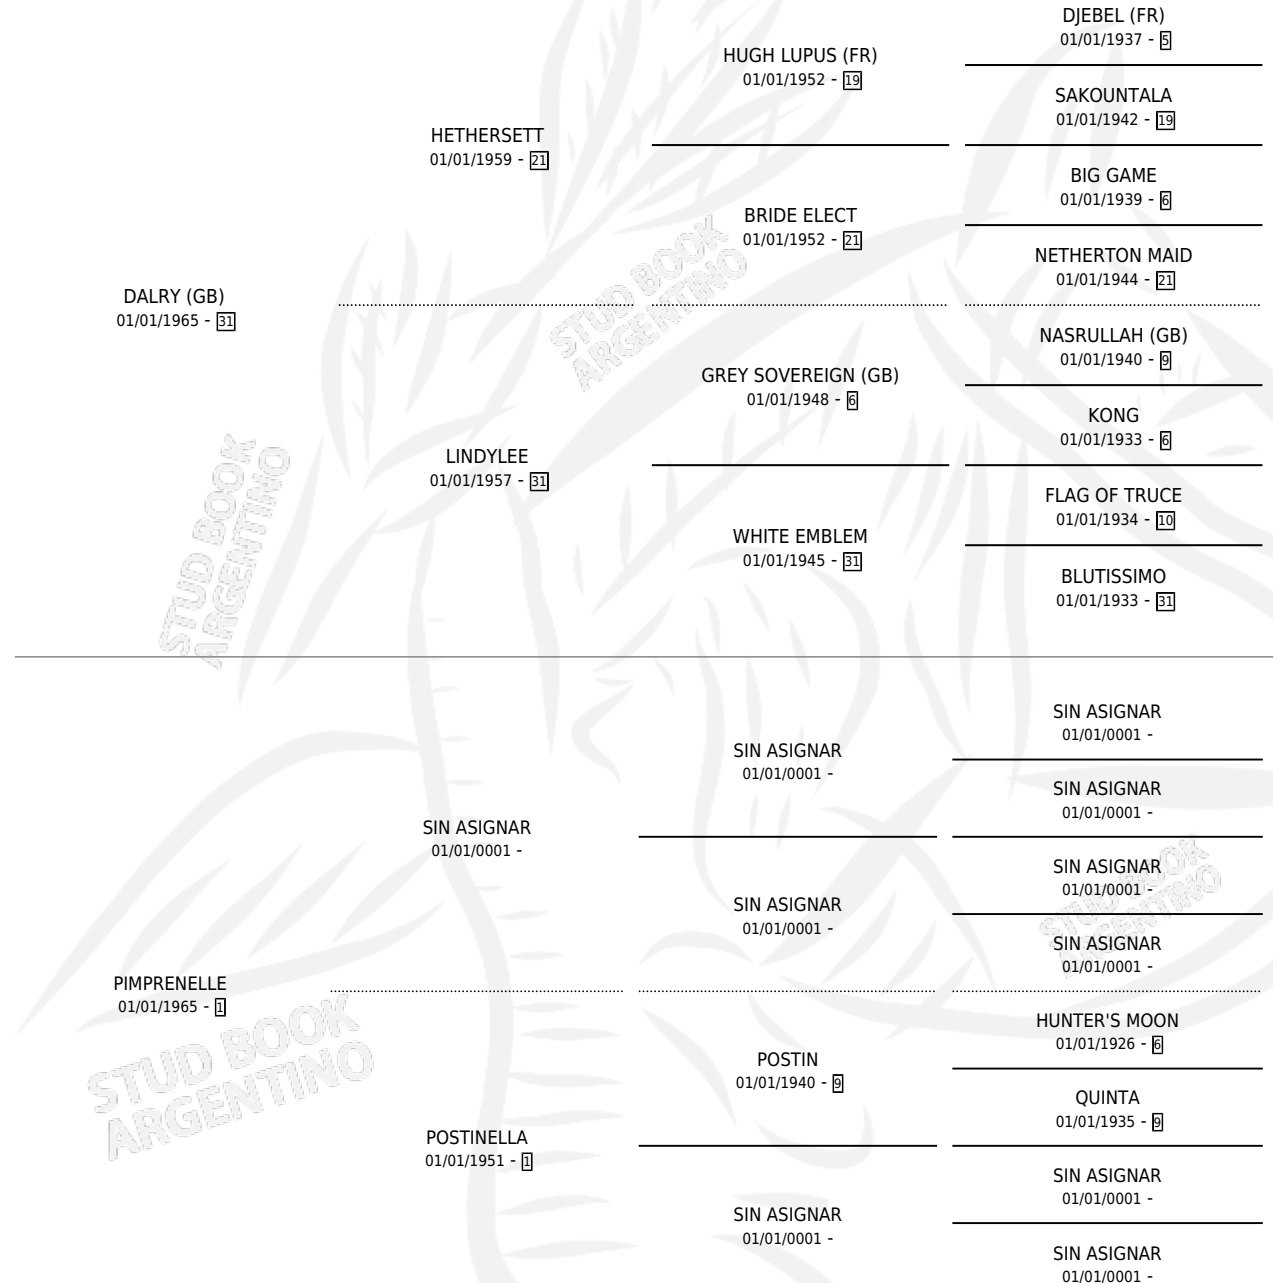 DJEBEL (FR)
01/01/1937 - 5
HUGH LUPUS (FR)
01/01/1952 - 19
SAKOUNTALA
01/01/1942 - 19
HETHERSETT
01/01/1959 - 21
BIG GAME
01/01/1939 - 6
BRIDE ELECT
01/01/1952 - 21
NETHERTON MAID
01/01/1944 - 21
DALRY (GB)
01/01/1965 - 31
STUD BOOK
ARGENTINO
NASRULLAH (GB)
01/01/1940 - 9
GREY SOVEREIGN (GB)
01/01/1948 - 6
KONG
01/01/1933 - 6
LINDYLEE
01/01/1957 - 31
FLAG OF TRUCE
01/01/1934 - 10
WHITE EMBLEM
01/01/1945 - 31
BLUTISSIMO
01/01/1933 - 31
STUD BOOK
ARGENTINO
SIN ASIGNAR
01/01/0001 -
SIN ASIGNAR
01/01/0001 -
SIN ASIGNAR
01/01/0001 -
SIN ASIGNAR
01/01/0001 -
SIN ASIGNAR
01/01/0001 -
SIN ASIGNAR
01/01/0001 -
SIN ASIGNAR
01/01/0001 -
STUD BOOK
ARGENTINO
PIMPRENELLE
01/01/1965 - 1
HUNTER'S MOON
01/01/1926 - 6
POSTIN
01/01/1940 - 9
QUINTA
01/01/1935 - 9
STUD BOOK
ARGENTINO
POSTINELLA
01/01/1951 - 1
SIN ASIGNAR
01/01/0001 -
SIN ASIGNAR
01/01/0001 -
SIN ASIGNAR
01/01/0001 -